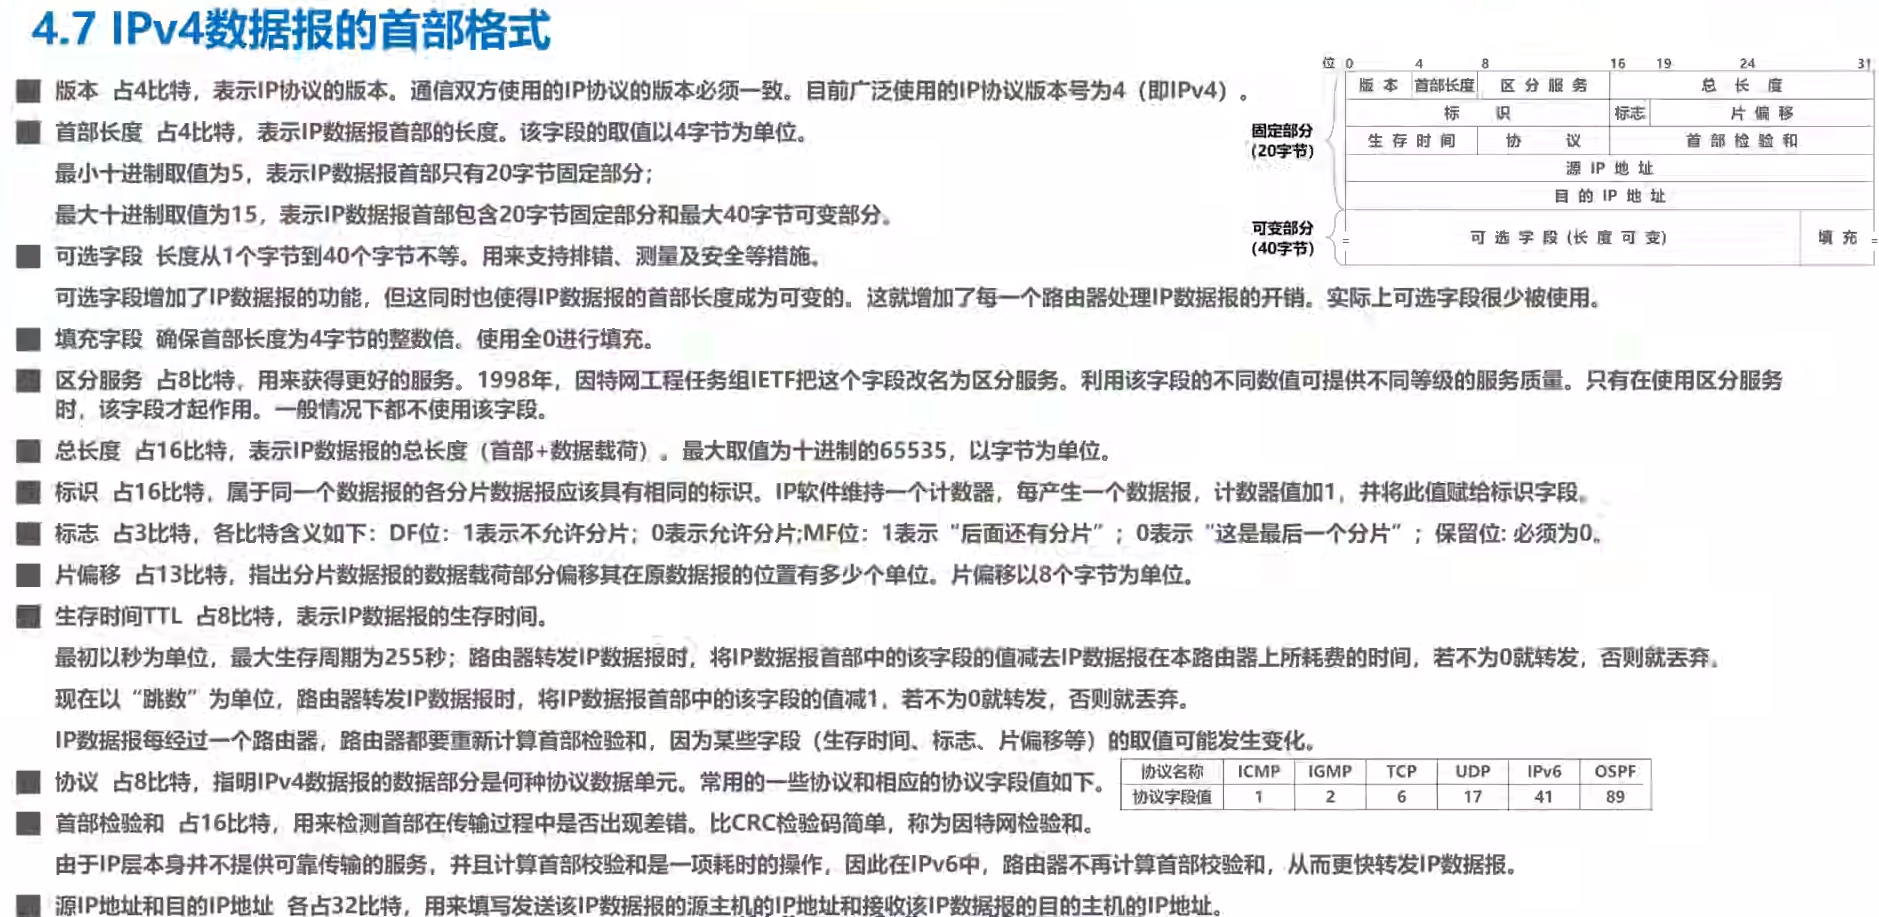 4.7 IPv4数据报的首部格式
版本 占4比特，表示IP协议的版本。通信双方使用的IP协议的版本必须一致。目前广泛使用的IP协议版本号为4（即IPv4）。
首部长度 占4比特，表示IP数据报首部的长度。该字段的取值以4字节为单位。
最小十进制取值为5，表示IP数据报首部只有20字节固定部分；
最大十进制取值为15，表示IP数据报首部包含20字节固定部分和最大40字节可变部分。
位 0 4 8 16 19 24 31
版 本 首部长度 区 分 服 务 总 长 度
标 识 标志 片 偏 移
固定部分
(20字节)
生 存 时 间 协 议 首 部 检 验 和
源 IP 地 址
目 的 IP 地 址
可变部分
(40字节)
可 选 字 段 (长 度 可 变) 填 充
可选字段 长度从1个字节到40个字节不等。用来支持排错、测量及安全等措施。
可选字段增加了IP数据报的功能，但这同时也使得IP数据报的首部长度成为可变的。这就增加了每一个路由器处理IP数据报的开销。实际上可选字段很少被使用。
填充字段 确保首部长度为4字节的整数倍。使用全0进行填充。
区分服务 占8比特，用来获得更好的服务。1998年，因特网工程任务组IETF把这个字段改名为区分服务。利用该字段的不同数值可提供不同等级的服务质量。只有在使用区分服务
时，该字段才起作用。一般情况下都不使用该字段。
总长度 占16比特，表示IP数据报的总长度（首部+数据载荷）。最大取值为十进制的65535，以字节为单位。
标识 占16比特，属于同一个数据报的各分片数据报应该具有相同的标识。IP软件维持一个计数器，每产生一个数据报，计数器值加1，并将此值赋给标识字段。
标志 占3比特，各比特含义如下：DF位：1表示不允许分片；0表示允许分片;MF位：1表示“后面还有分片”；0表示“这是最后一个分片”；保留位: 必须为0。
片偏移 占13比特，指出分片数据报的数据载荷部分偏移其在原数据报的位置有多少个单位。片偏移以8个字节为单位。
生存时间TTL 占8比特，表示IP数据报的生存时间。
最初以秒为单位，最大生存周期为255秒；路由器转发IP数据报时，将IP数据报首部中的该字段的值减去IP数据报在本路由器上所耗费的时间，若不为0就转发，否则就丢弃。
现在以“跳数”为单位，路由器转发IP数据报时，将IP数据报首部中的该字段的值减1，若不为0就转发，否则就丢弃。
IP数据报每经过一个路由器，路由器都要重新计算首部检验和，因为某些字段（生存时间、标志、片偏移等）的取值可能发生变化。
协议 占8比特，指明IPv4数据报的数据部分是何种协议数据单元。常用的一些协议和相应的协议字段值如下。
协议名称 ICMP IGMP TCP UDP IPv6 OSPF
协议字段值 1 2 6 17 41 89
首部检验和 占16比特，用来检测首部在传输过程中是否出现差错。比CRC检验码简单，称为因特网检验和。
由于IP层本身并不提供可靠传输的服务，并且计算首部校验和是一项耗时的操作，因此在IPv6中，路由器不再计算首部校验和，从而更快转发IP数据报。
源IP地址和目的IP地址 各占32比特，用来填写发送该IP数据报的源主机的IP地址和接收该IP数据报的目的主机的IP地址。